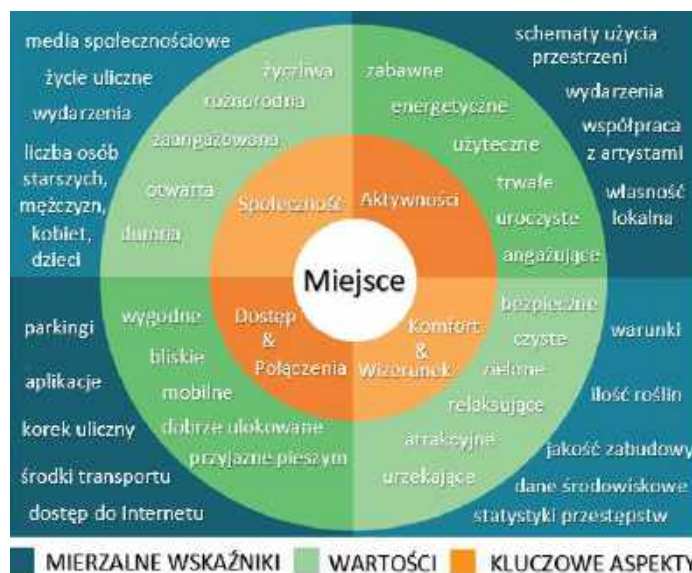 media społecznościowe
życie uliczne
wydarzenia
liczba osób
starszych,
mężczyzn,
kobiet,
dzieci
życzliwa
różnorodna
zaangażowana
otwarta
dumna
Społeczność
zabawne
energetyczne
użyteczne
trwałe
uroczyste
angażujące
Aktywności
schematy użycia
przestrzeni
wydarzenia
współpraca
z artystami
własność
lokalna
Miejsce
parkingi
aplikacje
korek uliczny
środki transportu
dostęp do Internetu
wygodne
bliskie
mobilne
dobrze ulokowane
przyjazne pieszym
Dostęp
&
Połączenia
Komfort
&
Wizerunek
bezpieczne
czyste
zielone
relaksujące
atrakcyjne
urzekające
warunki
ilość roślin
jakość zabudowy
dane środowiskowe
statystyki przestępstw
MIERZALNE WSKAŹNIKI WARTOŚCI KLUCZOWE ASPEKTY